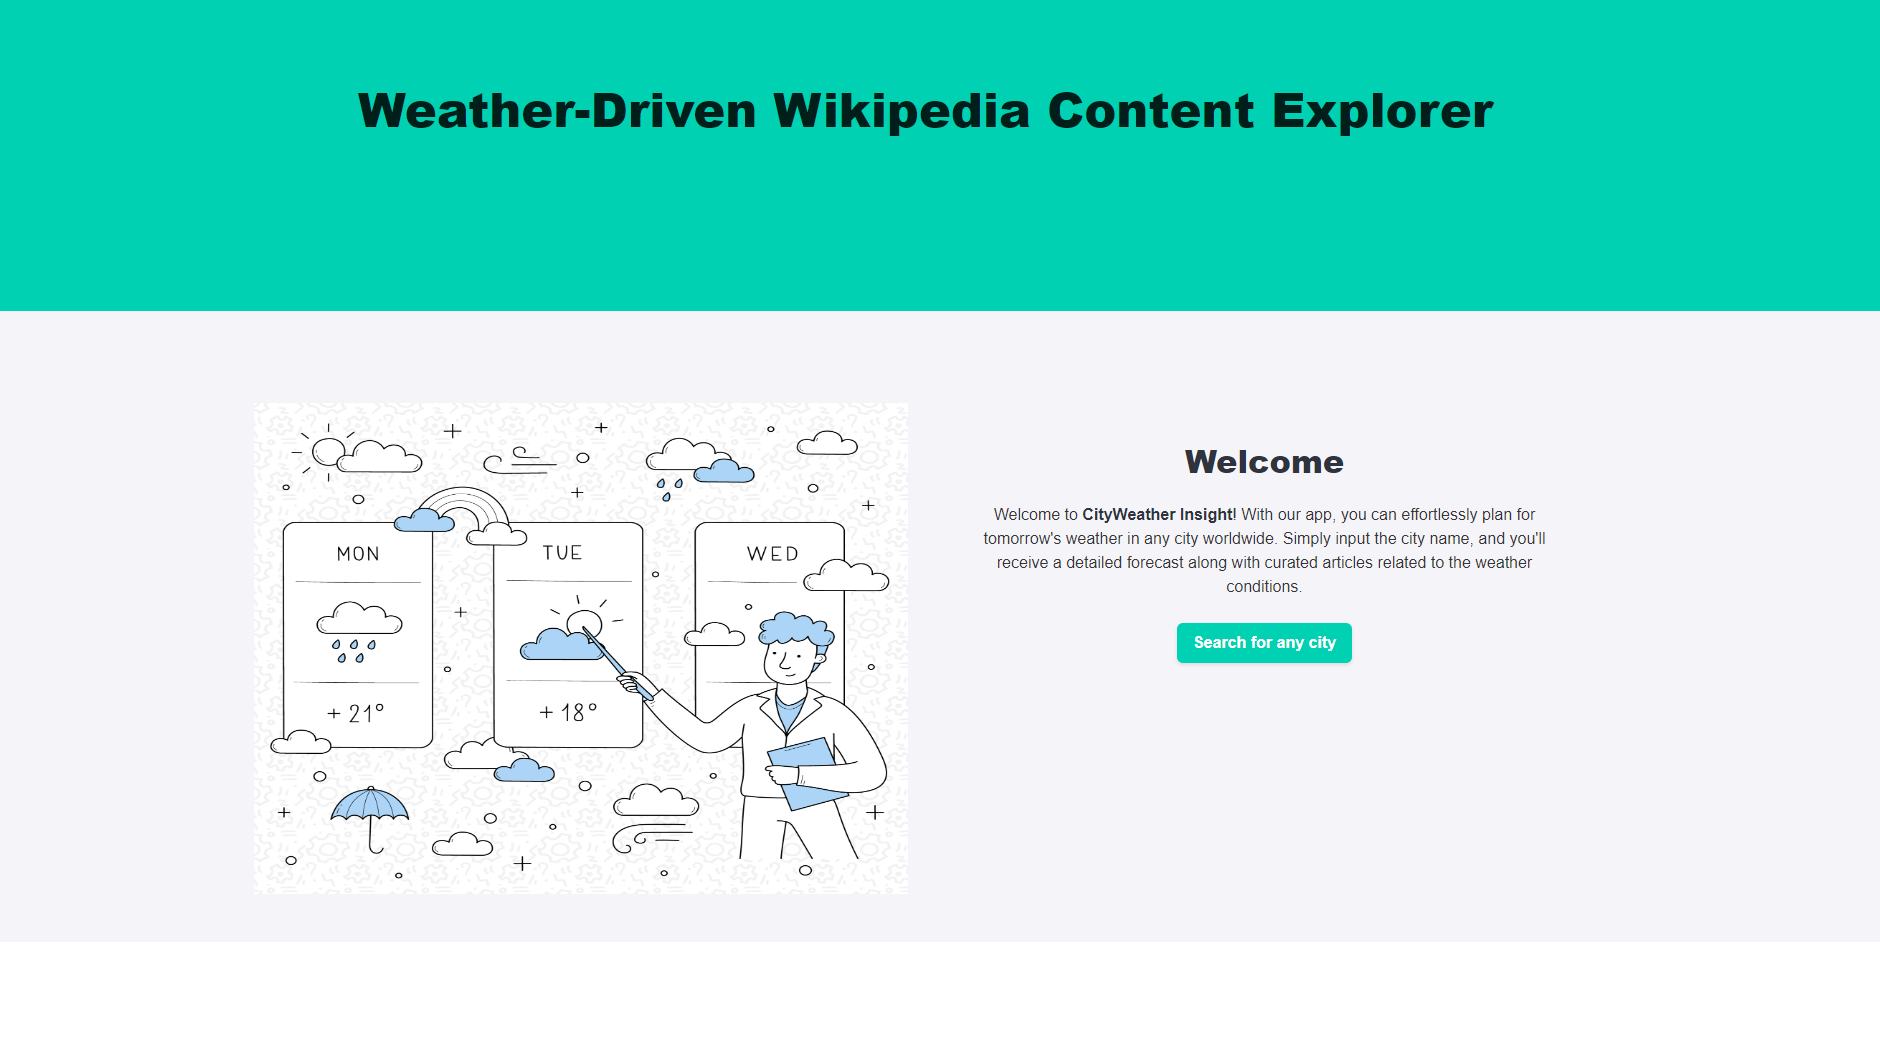 Weather-Driven Wikipedia Content Explorer
MON
TUE
WED
+ 21°
+ 18°
Welcome
Welcome to CityWeather Insight! With our app, you can effortlessly plan for
tomorrow's weather in any city worldwide. Simply input the city name, and you'll
receive a detailed forecast along with curated articles related to the weather
conditions.
Search for any city